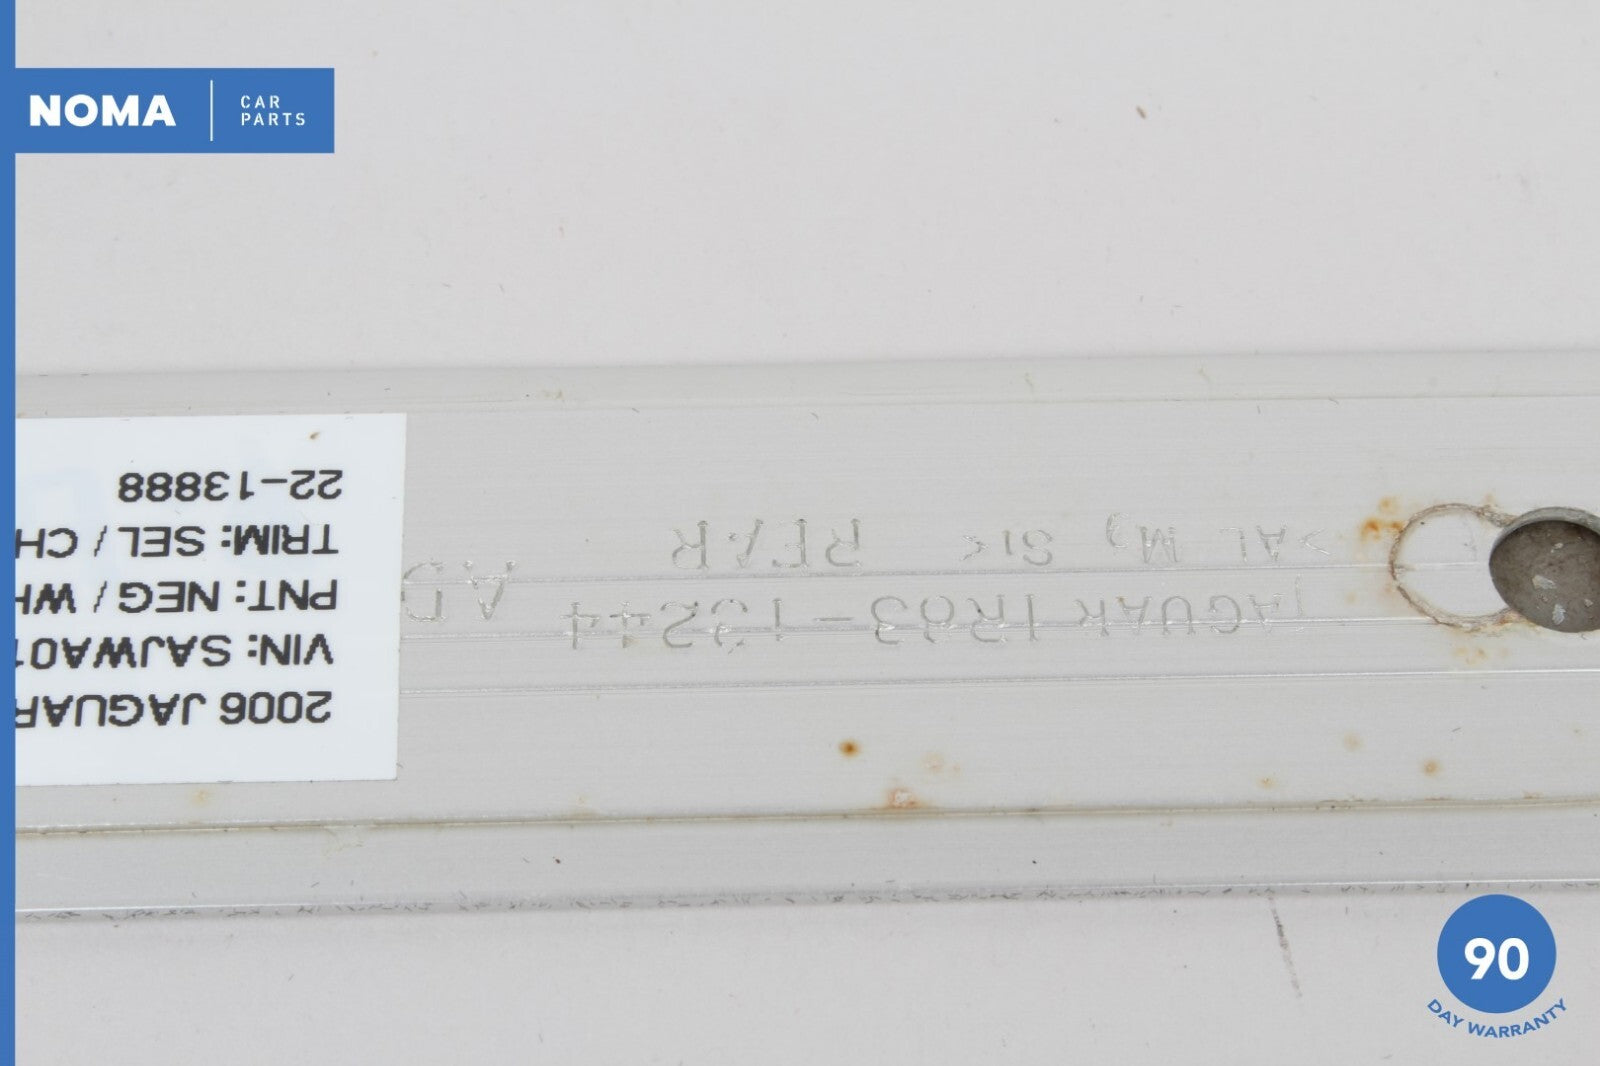 NOMA
CAR
PARTS
2006 JAGUAR
VIN: SAJWA01
PNT: NEG / WH
TRIM: SEL / CH
22-13888
JAGUAR 1R83-13244 AD
>AL Mg Si< REAR
90
DAY WARRANTY